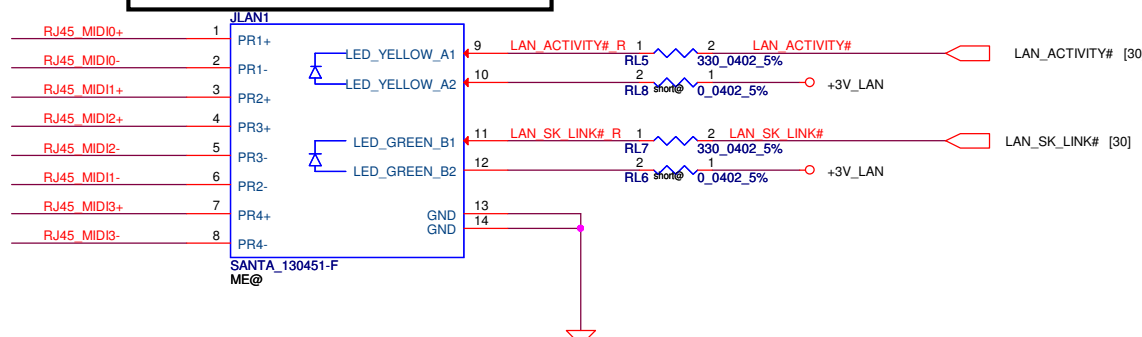 JLAN1
RJ45_MIDI0+ 1 PR1+ LED_YELLOW_A1 9 LAN_ACTIVITY#_R 1 2 LAN_ACTIVITY# LAN_ACTIVITY# [30
RL5 330_0402_5%
RJ45_MIDI0- 2 PR1- LED_YELLOW_A2 10 2 1 +3V_LAN
RL8 short@ 0_0402_5%
RJ45_MIDI1+ 3 PR2+
RJ45_MIDI2+ 4 PR3+ LED_GREEN_B1 11 LAN_SK_LINK#_R 1 2 LAN_SK_LINK# LAN_SK_LINK# [30]
RL7 330_0402_5%
RJ45_MIDI2- 5 PR3- LED_GREEN_B2 12 2 1 +3V_LAN
RL6 short@ 0_0402_5%
RJ45_MIDI1- 6 PR2-
RJ45_MIDI3+ 7 PR4+ GND 13
GND 14
RJ45_MIDI3- 8 PR4-
SANTA_130451-F
ME@